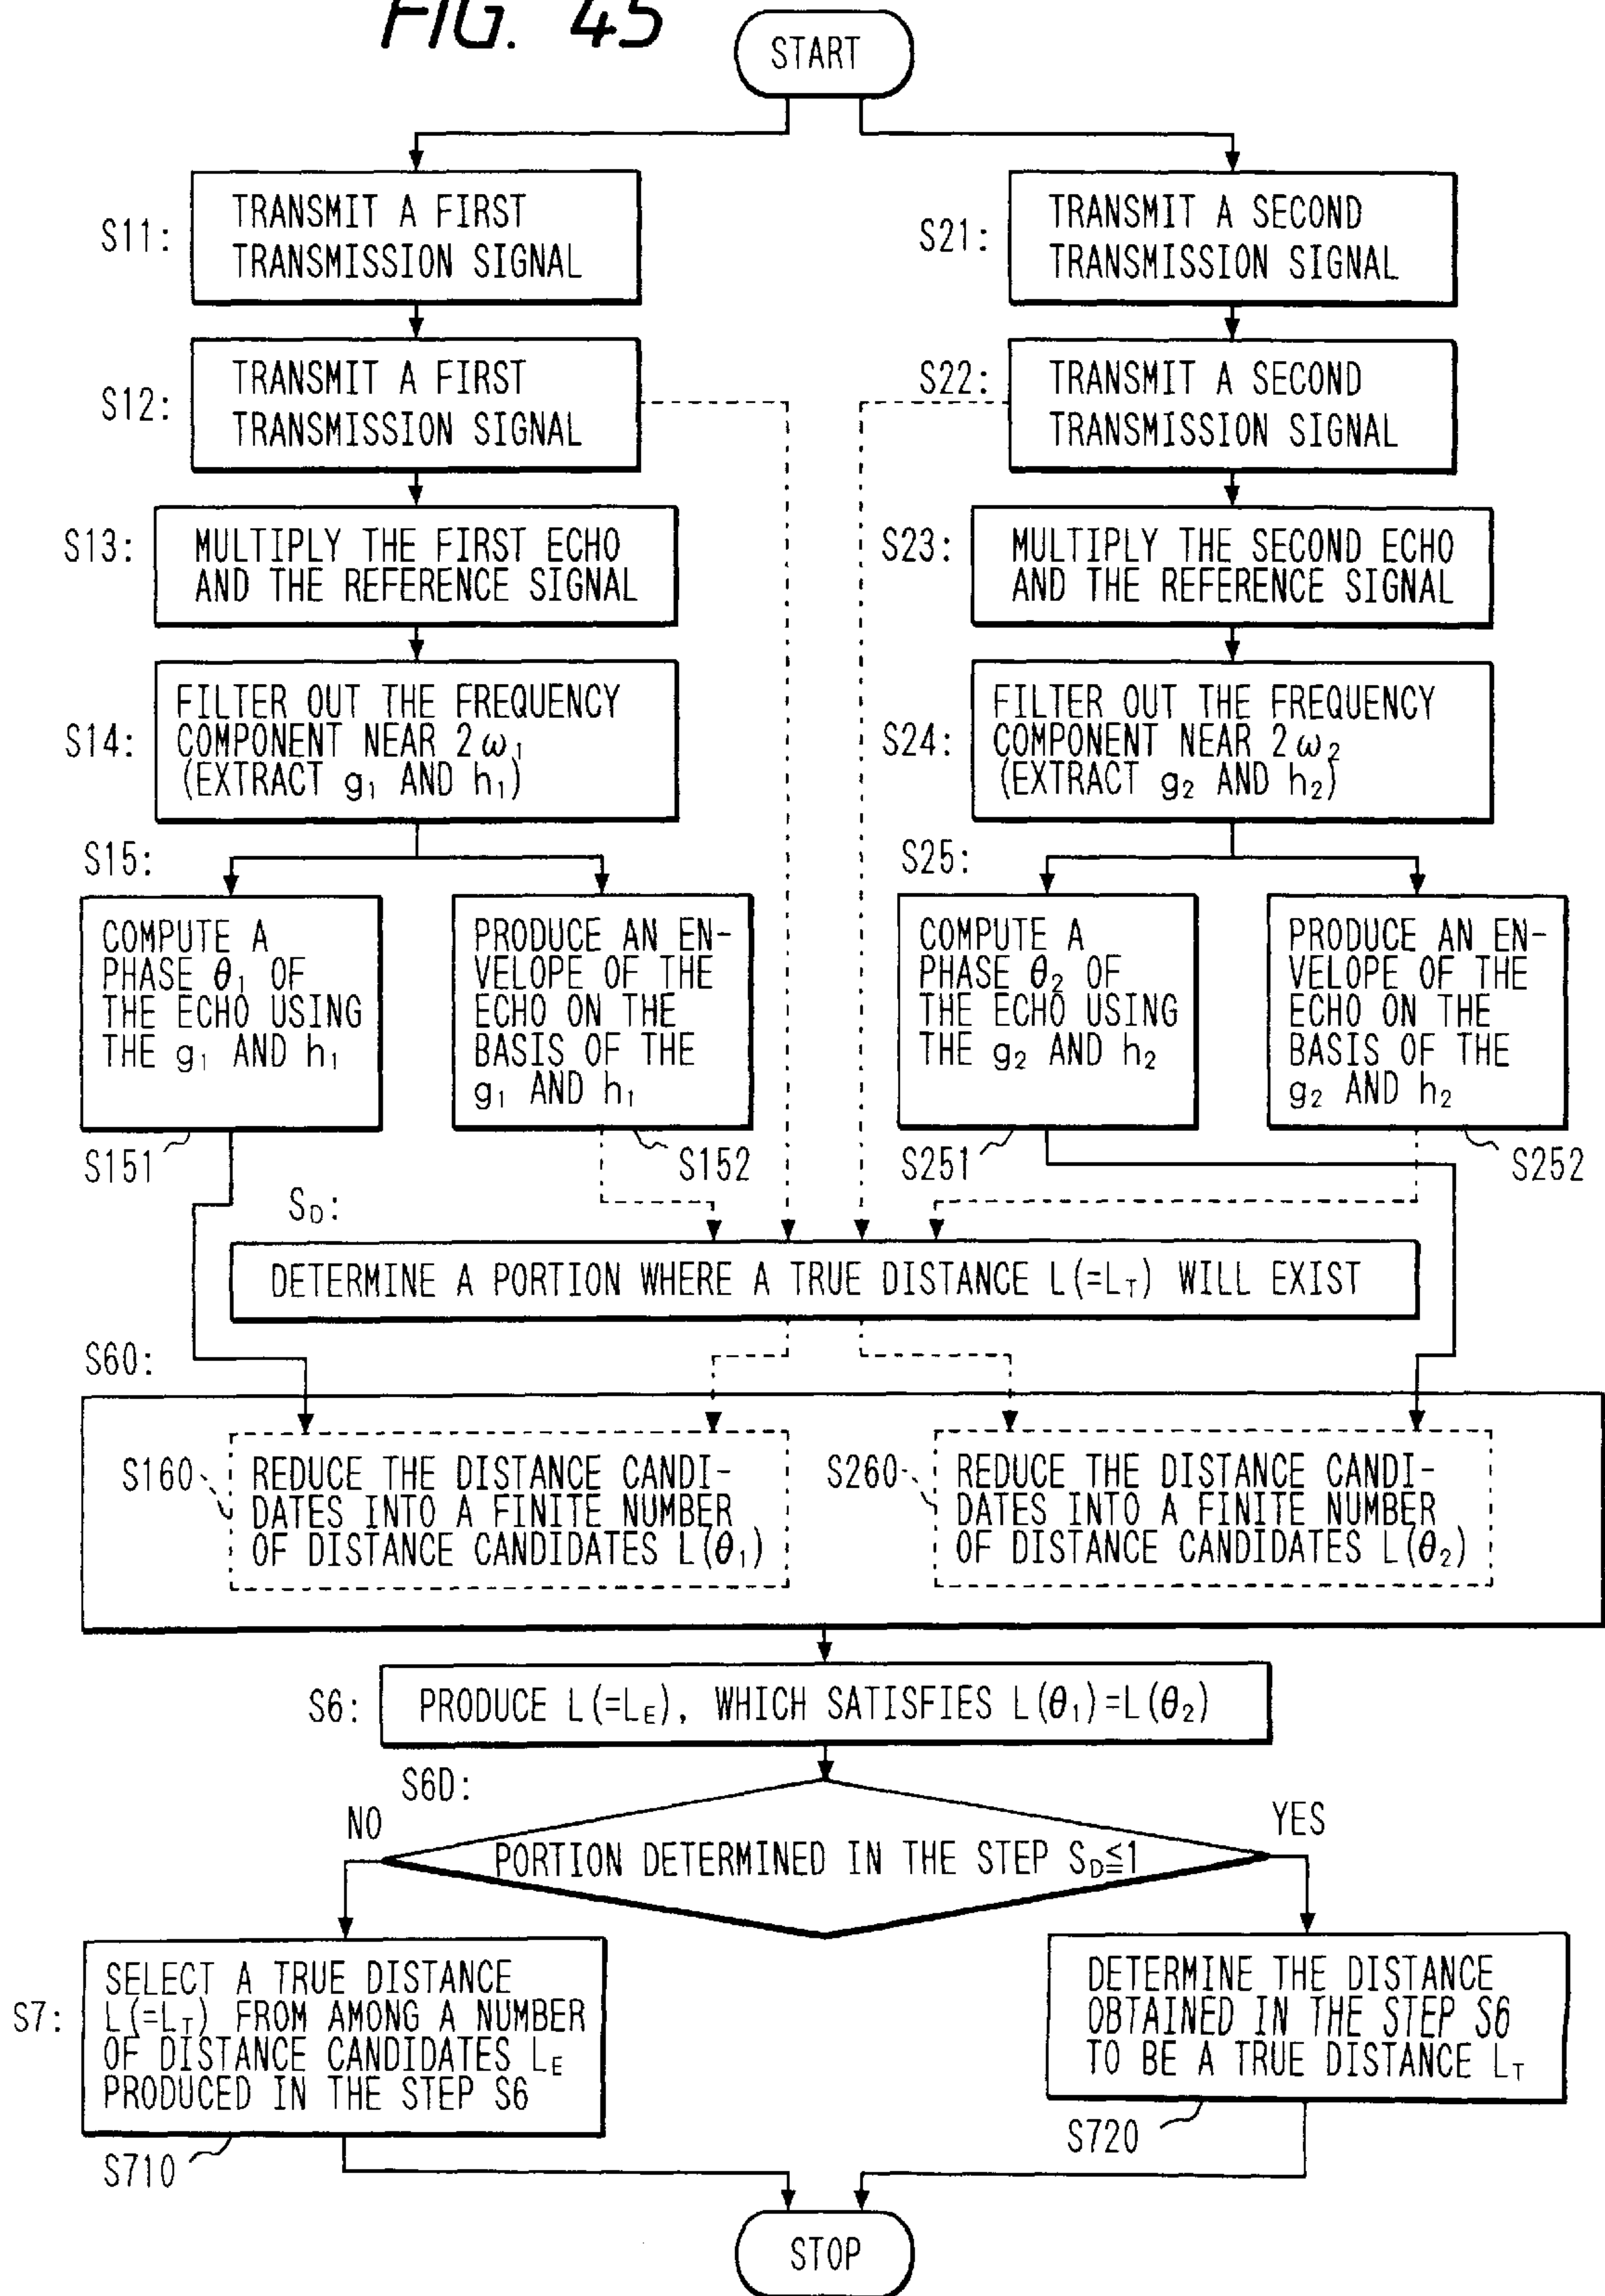 FIG. 45
START
S11:
TRANSMIT A FIRST
TRANSMISSION SIGNAL
S21:
TRANSMIT A SECOND
TRANSMISSION SIGNAL
S12:
TRANSMIT A FIRST
TRANSMISSION SIGNAL
S22:
TRANSMIT A SECOND
TRANSMISSION SIGNAL
S13:
MULTIPLY THE FIRST ECHO
AND THE REFERENCE SIGNAL
S23:
MULTIPLY THE SECOND ECHO
AND THE REFERENCE SIGNAL
S14:
FILTER OUT THE FREQUENCY
COMPONENT NEAR 2ω₁
(EXTRACT g₁ AND h₁)
S24:
FILTER OUT THE FREQUENCY
COMPONENT NEAR 2ω₂
(EXTRACT g₂ AND h₂)
S15:
COMPUTE A
PHASE θ₁ OF
THE ECHO USING
THE g₁ AND h₁
S151
PRODUCE AN EN-
VELOPE OF THE
ECHO ON THE
BASIS OF THE
g₁ AND h₁
S152
S25:
COMPUTE A
PHASE θ₂ OF
THE ECHO USING
THE g₂ AND h₂
S251
PRODUCE AN EN-
VELOPE OF THE
ECHO ON THE
BASIS OF THE
g₂ AND h₂
S252
S_D:
DETERMINE A PORTION WHERE A TRUE DISTANCE L(=L_T) WILL EXIST
S60:
S160
REDUCE THE DISTANCE CANDI-
DATES INTO A FINITE NUMBER
OF DISTANCE CANDIDATES L(θ₁)
S260
REDUCE THE DISTANCE CANDI-
DATES INTO A FINITE NUMBER
OF DISTANCE CANDIDATES L(θ₂)
S6:
PRODUCE L(=L_E), WHICH SATISFIES L(θ₁)=L(θ₂)
S6D:
NO
YES
PORTION DETERMINED IN THE STEP S_D≦1
S7:
SELECT A TRUE DISTANCE
L(=L_T) FROM AMONG A NUMBER
OF DISTANCE CANDIDATES L_E
PRODUCED IN THE STEP S6
S710
DETERMINE THE DISTANCE
OBTAINED IN THE STEP S6
TO BE A TRUE DISTANCE L_T
S720
STOP